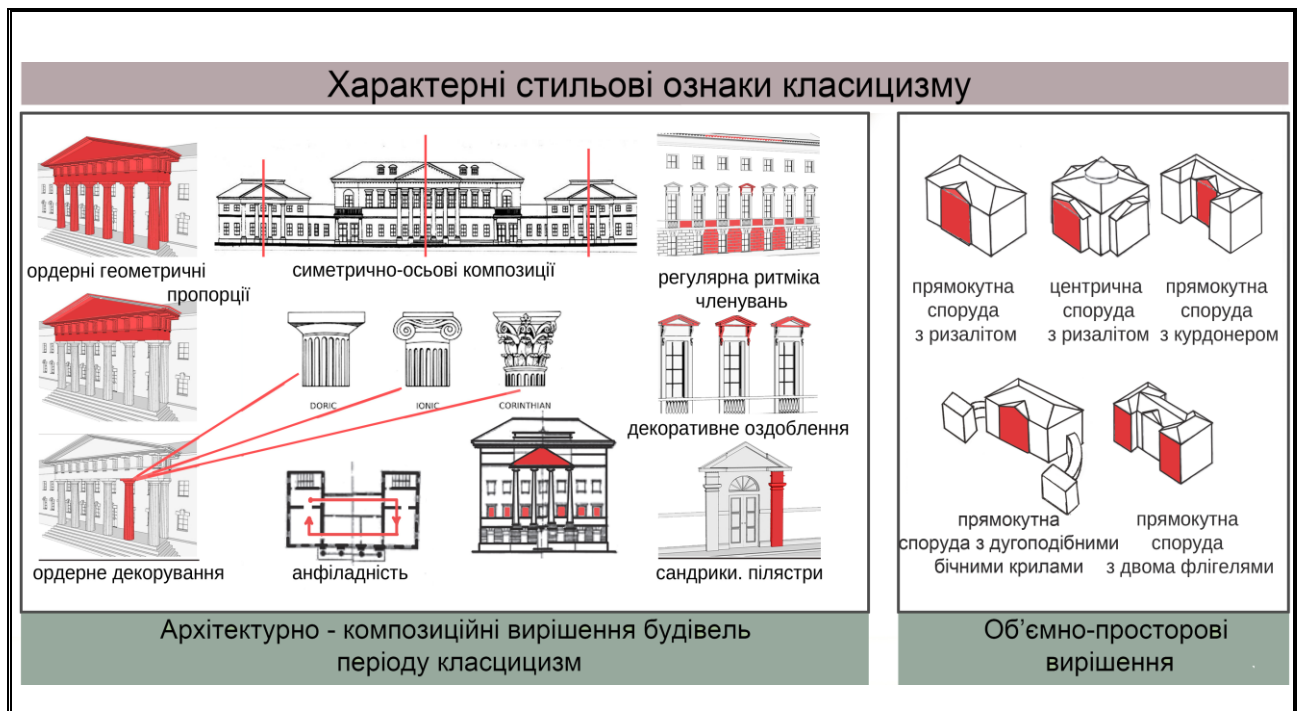 Характерні стильові ознаки класицизму
ордерні геометричні
пропорції
симетрично-осьові композиції
регулярна ритміка
членувань
DORIC
IONIC
CORINTHIAN
декоративне оздоблення
ордерне декорування
анфіладність
сандрики. пілястри
Архітектурно - композиційні вирішення будівель
періоду класцицизм
прямокутна
споруда
з ризалітом
центрична
споруда
з ризалітом
прямокутна
споруда
з курдонером
прямокутна
споруда з дугоподібними
бічними крилами
прямокутна
споруда
з двома флігелями
Об’ємно-просторові
вирішення